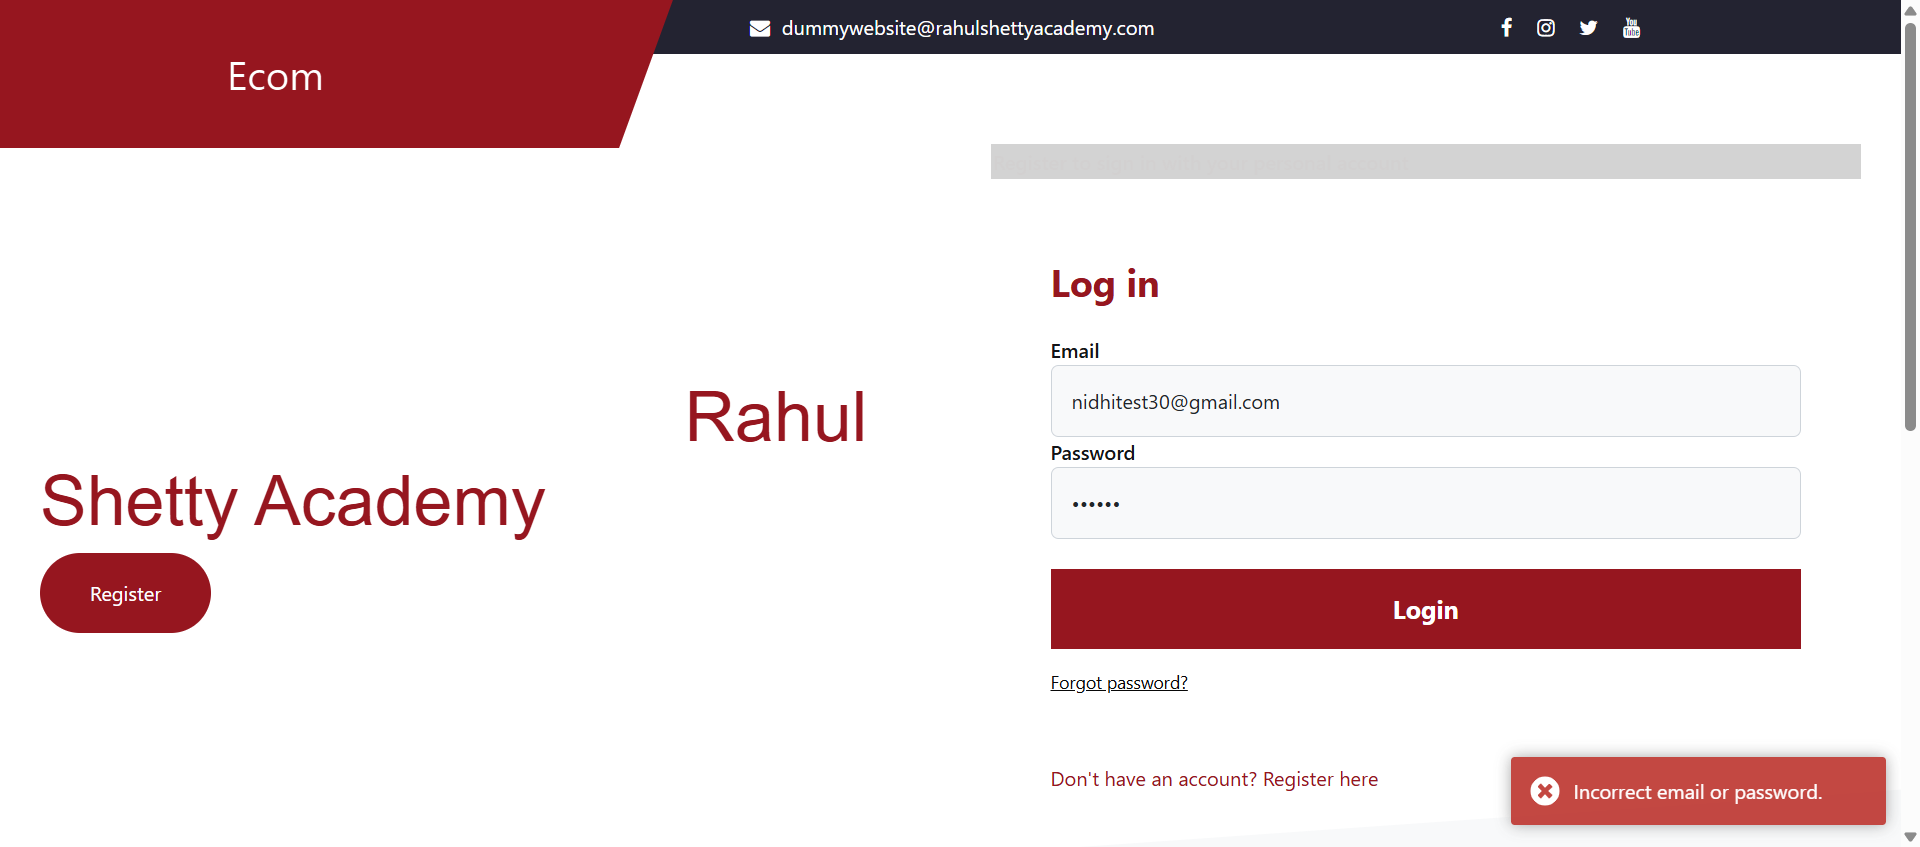 dummywebsite@rahulshettyacademy.com
Ecom
Log in
Email
nidhitest30@gmail.com
Password
••••••
Login
Forgot password?
Don't have an account? Register here
Rahul
Shetty Academy
Register
Incorrect email or password.